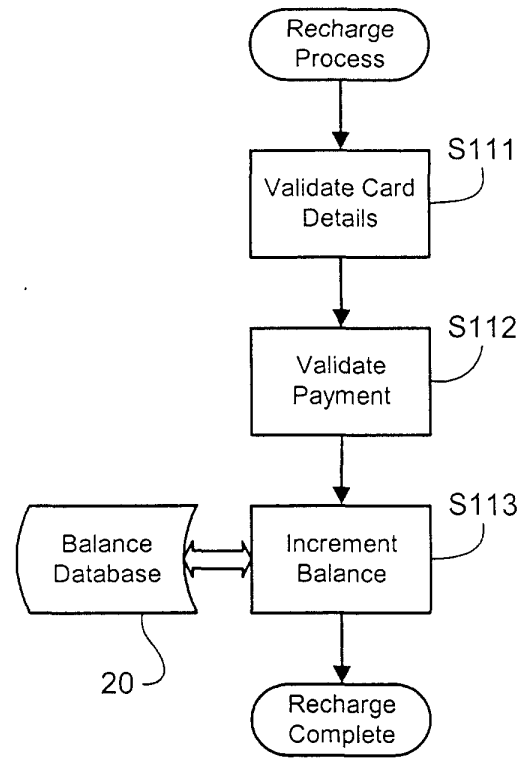 Recharge
Process
S111
Validate Card
Details
S112
Validate
Payment
S113
Balance
Database
Increment
Balance
20
Recharge
Complete